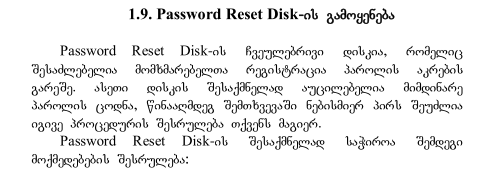 1.9. Password Reset Disk-ის გამოყენება
Password Reset Disk-ის ჩვეულებრივი დისკია, რომელიც
შესაძლებელია მომხმარებელთა რეგისტრაცია პაროლის აკრების
გარეშე. ასეთი დისკის შესაქმნელად აუცილებელია მიმდინარე
პაროლის ცოდნა, წინააღმდეგ შემთხვევაში ნებისმიერ პირს შეუძლია
იგივე პროცედურის შესრულება თქვენს მაგიერ.
Password Reset Disk-ის შესაქმნელად საჭიროა შემდეგი
მოქმედებების შესრულება: